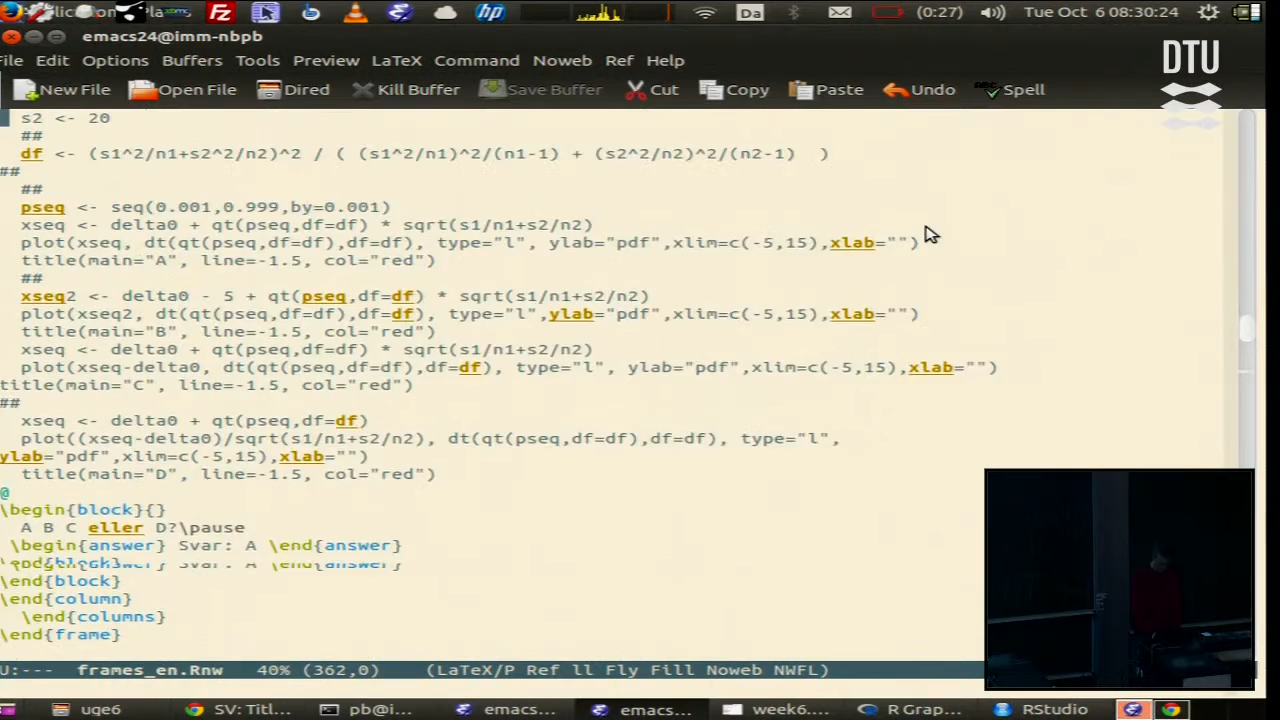 (0:27) Tue Oct 6 08:30:24
Da
hp
Fz
emacs24@imm-nbpb
File Edit Options Buffers Tools Preview LaTeX Command Noweb Ref Help
DTU
New File Open File Dired Kill Buffer Save Buffer Cut Copy Paste Undo Spell
s2 <- 20
##
df <- (s1^2/n1+s2^2/n2)^2 / ( (s1^2/n1)^2/(n1-1) + (s2^2/n2)^2/(n2-1) )
##
##
pseq <- seq(0.001,0.999,by=0.001)
xseq <- delta0 + qt(pseq,df=df) * sqrt(s1/n1+s2/n2)
plot(xseq, dt(qt(pseq,df=df),df=df), type="l", ylab="pdf",xlim=c(-5,15),xlab="")
title(main="A", line=-1.5, col="red")
##
xseq2 <- delta0 - 5 + qt(pseq,df=df) * sqrt(s1/n1+s2/n2)
plot(xseq2, dt(qt(pseq,df=df),df=df), type="l",ylab="pdf",xlim=c(-5,15),xlab="")
title(main="B", line=-1.5, col="red")
xseq <- delta0 + qt(pseq,df=df) * sqrt(s1/n1+s2/n2)
plot(xseq-delta0, dt(qt(pseq,df=df),df=df), type="l", ylab="pdf",xlim=c(-5,15),xlab="")
title(main="C", line=-1.5, col="red")
##
xseq <- delta0 + qt(pseq,df=df)
plot((xseq-delta0)/sqrt(s1/n1+s2/n2), dt(qt(pseq,df=df),df=df), type="l",
ylab="pdf",xlim=c(-5,15),xlab="")
title(main="D", line=-1.5, col="red")
@
\begin{block}{}
A B C eller D?\pause
\begin{answer} Svar: A \end{answer}
\end{block}
\end{column}
\end{columns}
\end{frame}
U:--- frames_en.Rnw 40% (362,0) (LaTeX/P Ref ll Fly Fill Noweb NWFL)
uge6 SV: Titl... pb@i... emacs... emacs... week6.... R Grap... RStudio